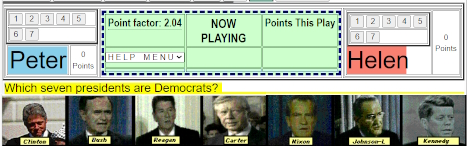 1 2 3 4 5
6 7
Peter
0
Points
Point factor: 2.04
NOW
PLAYING
Points This Play
HELP MENU
1 2 3 4 5
6 7
Helen
0
Points
Which seven presidents are Democrats?
Clinton
Bush
Reagan
Carter
Nixon
Johnson-L
Kennedy